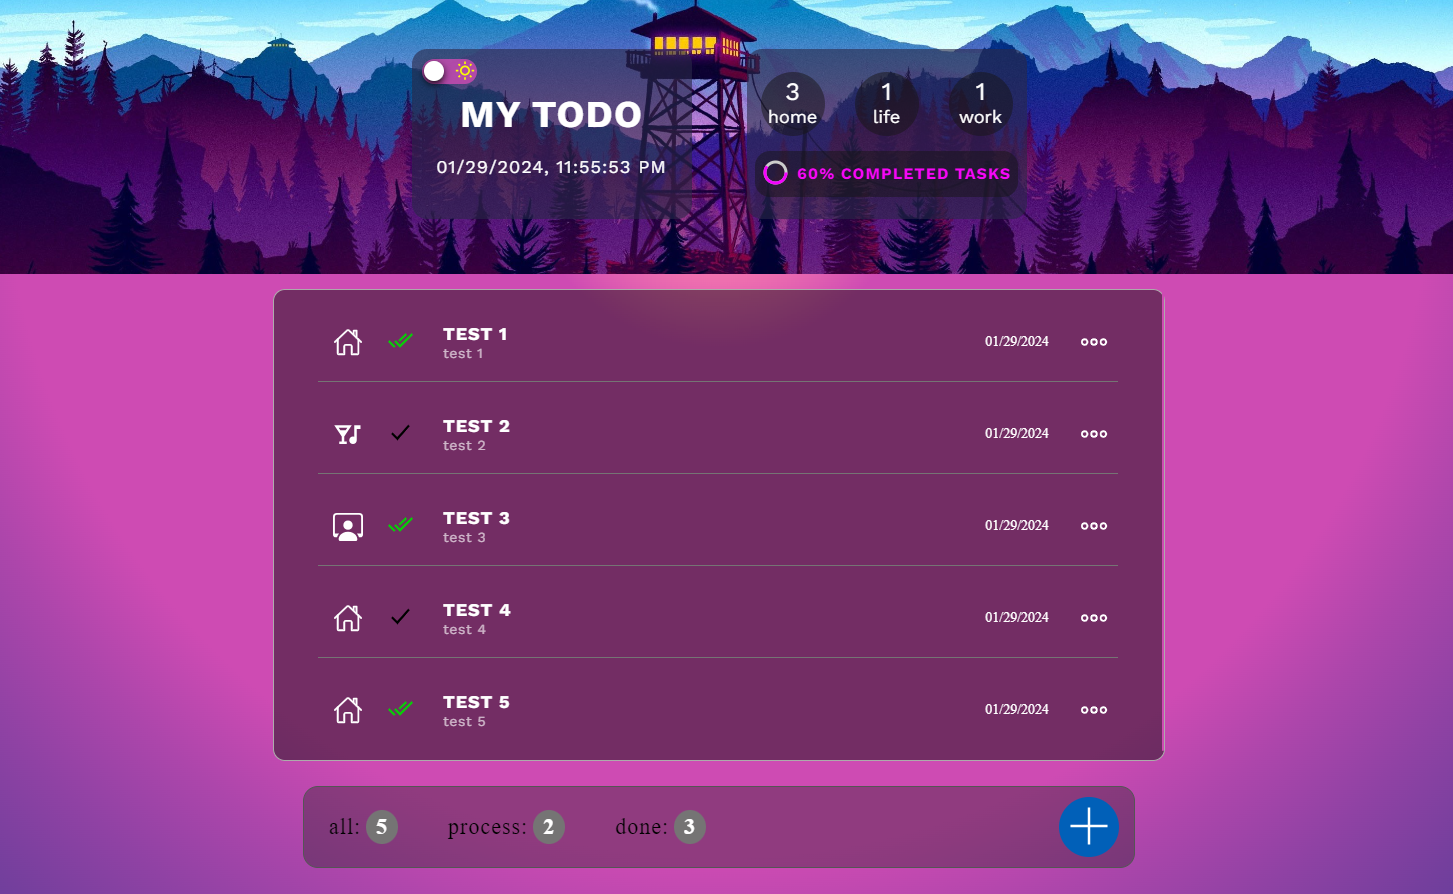 MY TODO
01/29/2024, 11:55:53 PM
3
home
1
life
1
work
60% COMPLETED TASKS
TEST 1
test 1
01/29/2024
TEST 2
test 2
01/29/2024
TEST 3
test 3
01/29/2024
TEST 4
test 4
01/29/2024
TEST 5
test 5
01/29/2024
all: 5 process: 2 done: 3